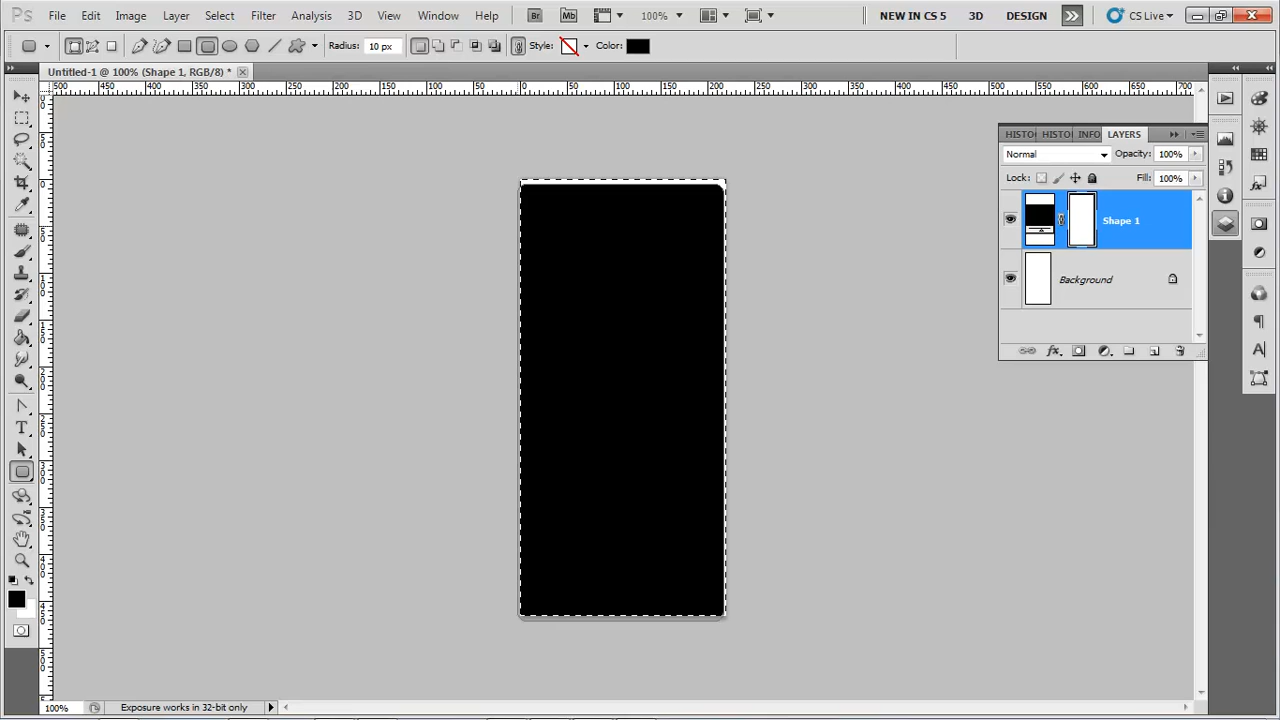 Ps File Edit Image Layer Select Filter Analysis 3D View Window Help Br Mb 100% NEW IN CS 5 3D DESIGN CS Live
Radius: 10 px Style: Color:
Untitled-1 @ 100% (Shape 1, RGB/8) *
500 450 400 350 300 250 200 150 100 50 0 50 100 150 200 250 300 350 400 450 500 550 600 650 700
HISTO HISTO INFO LAYERS
Normal Opacity: 100%
Lock: Fill: 100%
Shape 1
Background
100% Exposure works in 32-bit only